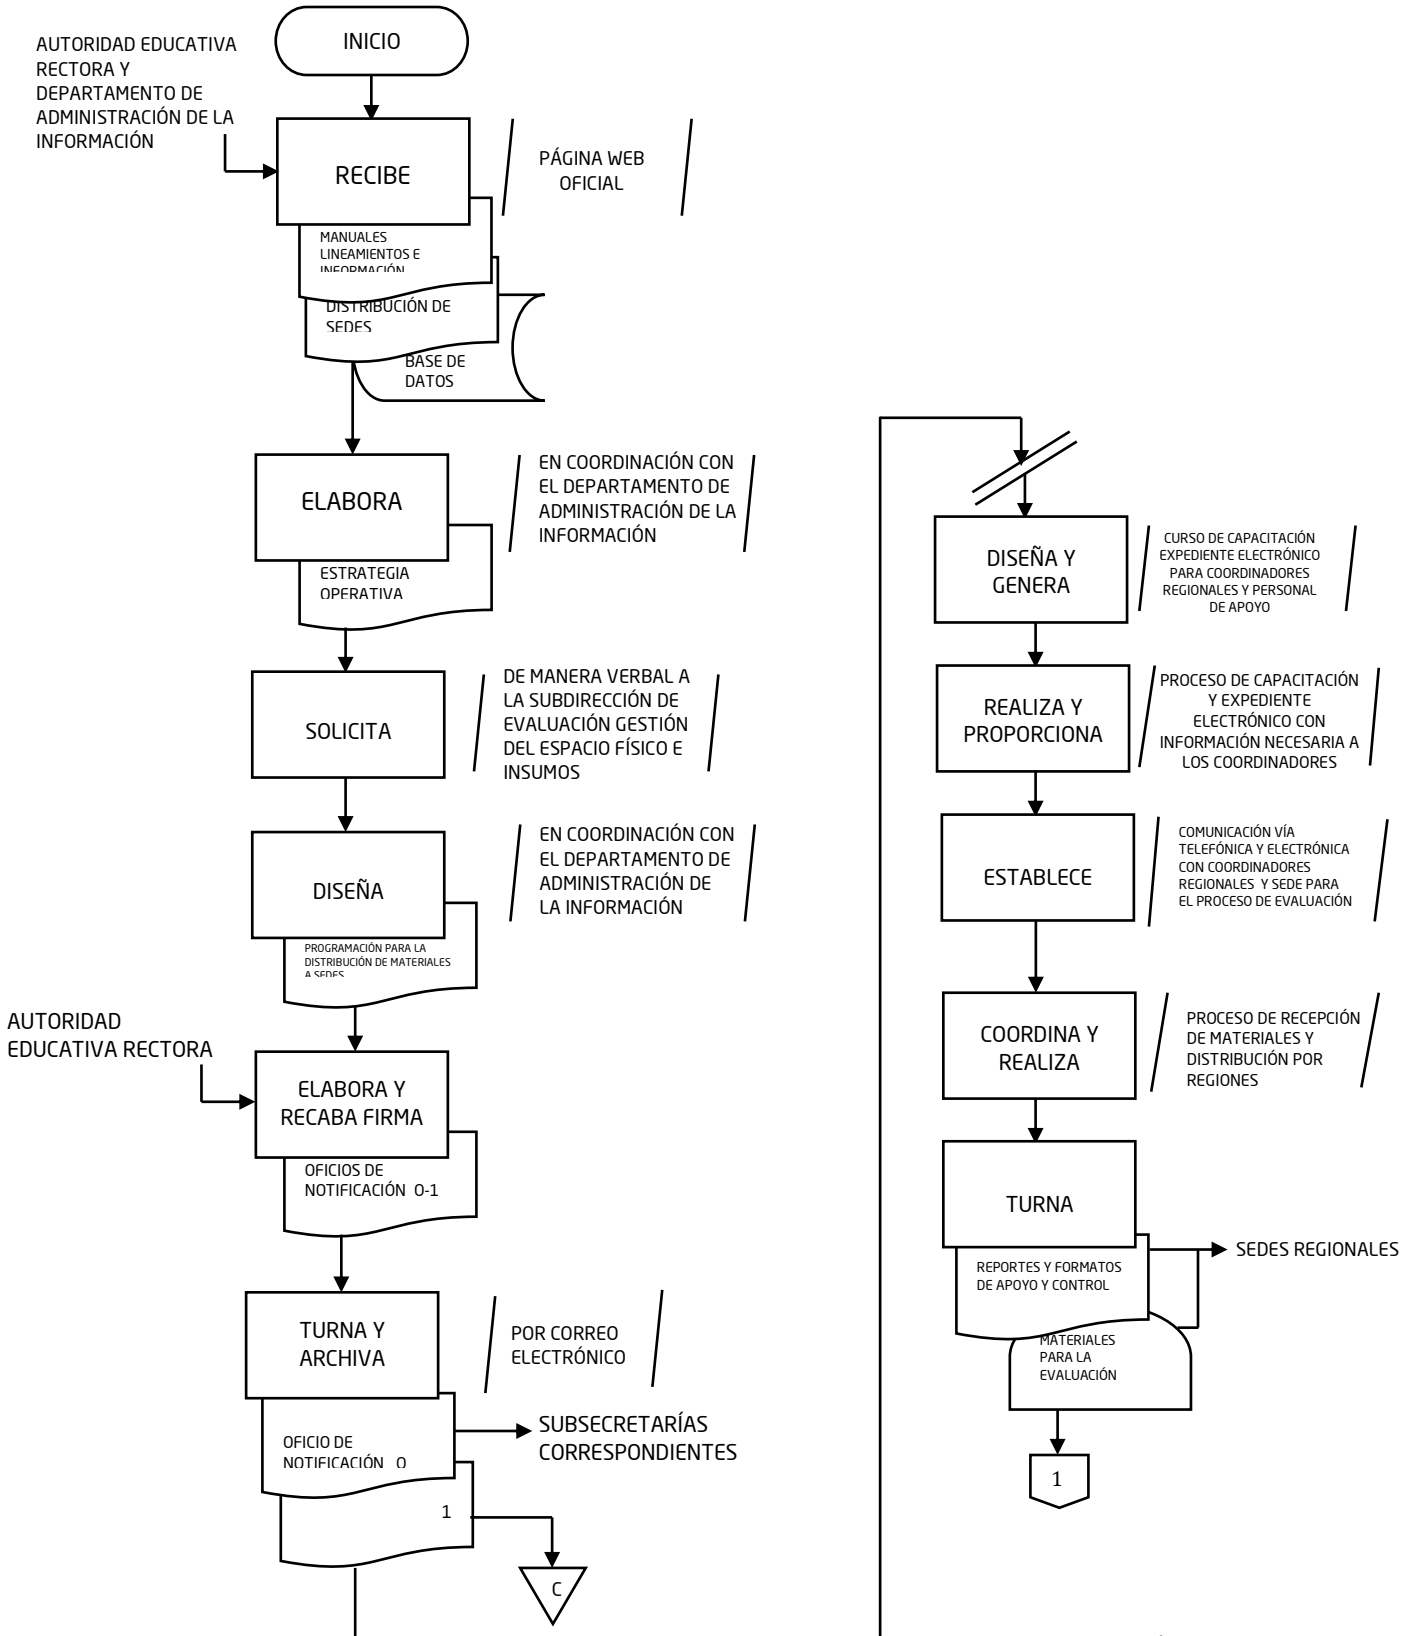 INICIO
AUTORIDAD EDUCATIVA
RECTORA Y
DEPARTAMENTO DE
ADMINISTRACIÓN DE LA
INFORMACIÓN
RECIBE
PÁGINA WEB
OFICIAL
MANUALES
LINEAMIENTOS E
INFORMACIÓN
DISTRIBUCIÓN DE
SEDES
BASE DE
DATOS
ELABORA
EN COORDINACIÓN CON
EL DEPARTAMENTO DE
ADMINISTRACIÓN DE LA
INFORMACIÓN
ESTRATEGIA
OPERATIVA
SOLICITA
DE MANERA VERBAL A
LA SUBDIRECCIÓN DE
EVALUACIÓN GESTIÓN
DEL ESPACIO FÍSICO E
INSUMOS
DISEÑA
EN COORDINACIÓN CON
EL DEPARTAMENTO DE
ADMINISTRACIÓN DE
LA INFORMACIÓN
PROGRAMACIÓN PARA LA
DISTRIBUCIÓN DE MATERIALES
A SEDES
AUTORIDAD
EDUCATIVA RECTORA
ELABORA Y
RECABA FIRMA
OFICIOS DE
NOTIFICACIÓN O-1
TURNA Y
ARCHIVA
POR CORREO
ELECTRÓNICO
OFICIO DE
NOTIFICACIÓN O
SUBSECRETARÍAS
CORRESPONDIENTES
1
C
DISEÑA Y
GENERA
CURSO DE CAPACITACIÓN
EXPEDIENTE ELECTRÓNICO
PARA COORDINADORES
REGIONALES Y PERSONAL
DE APOYO
REALIZA Y
PROPORCIONA
PROCESO DE CAPACITACIÓN
Y EXPEDIENTE
ELECTRÓNICO CON
INFORMACIÓN NECESARIA A
LOS COORDINADORES
ESTABLECE
COMUNICACIÓN VÍA
TELEFÓNICA Y ELECTRÓNICA
CON COORDINADORES
REGIONALES Y SEDE PARA
EL PROCESO DE EVALUACIÓN
COORDINA Y
REALIZA
PROCESO DE RECEPCIÓN
DE MATERIALES Y
DISTRIBUCIÓN POR
REGIONES
TURNA
SEDES REGIONALES
REPORTES Y FORMATOS
DE APOYO Y CONTROL
MATERIALES
PARA LA
EVALUACIÓN
1